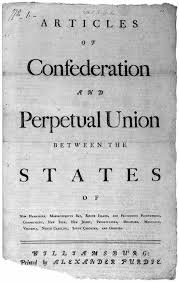 ARTICLES
OF
Confederation
AND
Perpetual Union
BETWEEN THE
STATES
OF
NEW HAMPSHIRE, MASSACHUSETTS BAY, RHODE ISLAND, AND PROVIDENCE PLANTATIONS,
CONNECTICUT, NEW YORK, NEW JERSEY, PENNSYLVANIA, DELAWARE, MARYLAND,
VIRGINIA, NORTH CAROLINA, SOUTH CAROLINA, AND GEORGIA.
WILLIAMSBURG:
Printed by ALEXANDER PURDIE.